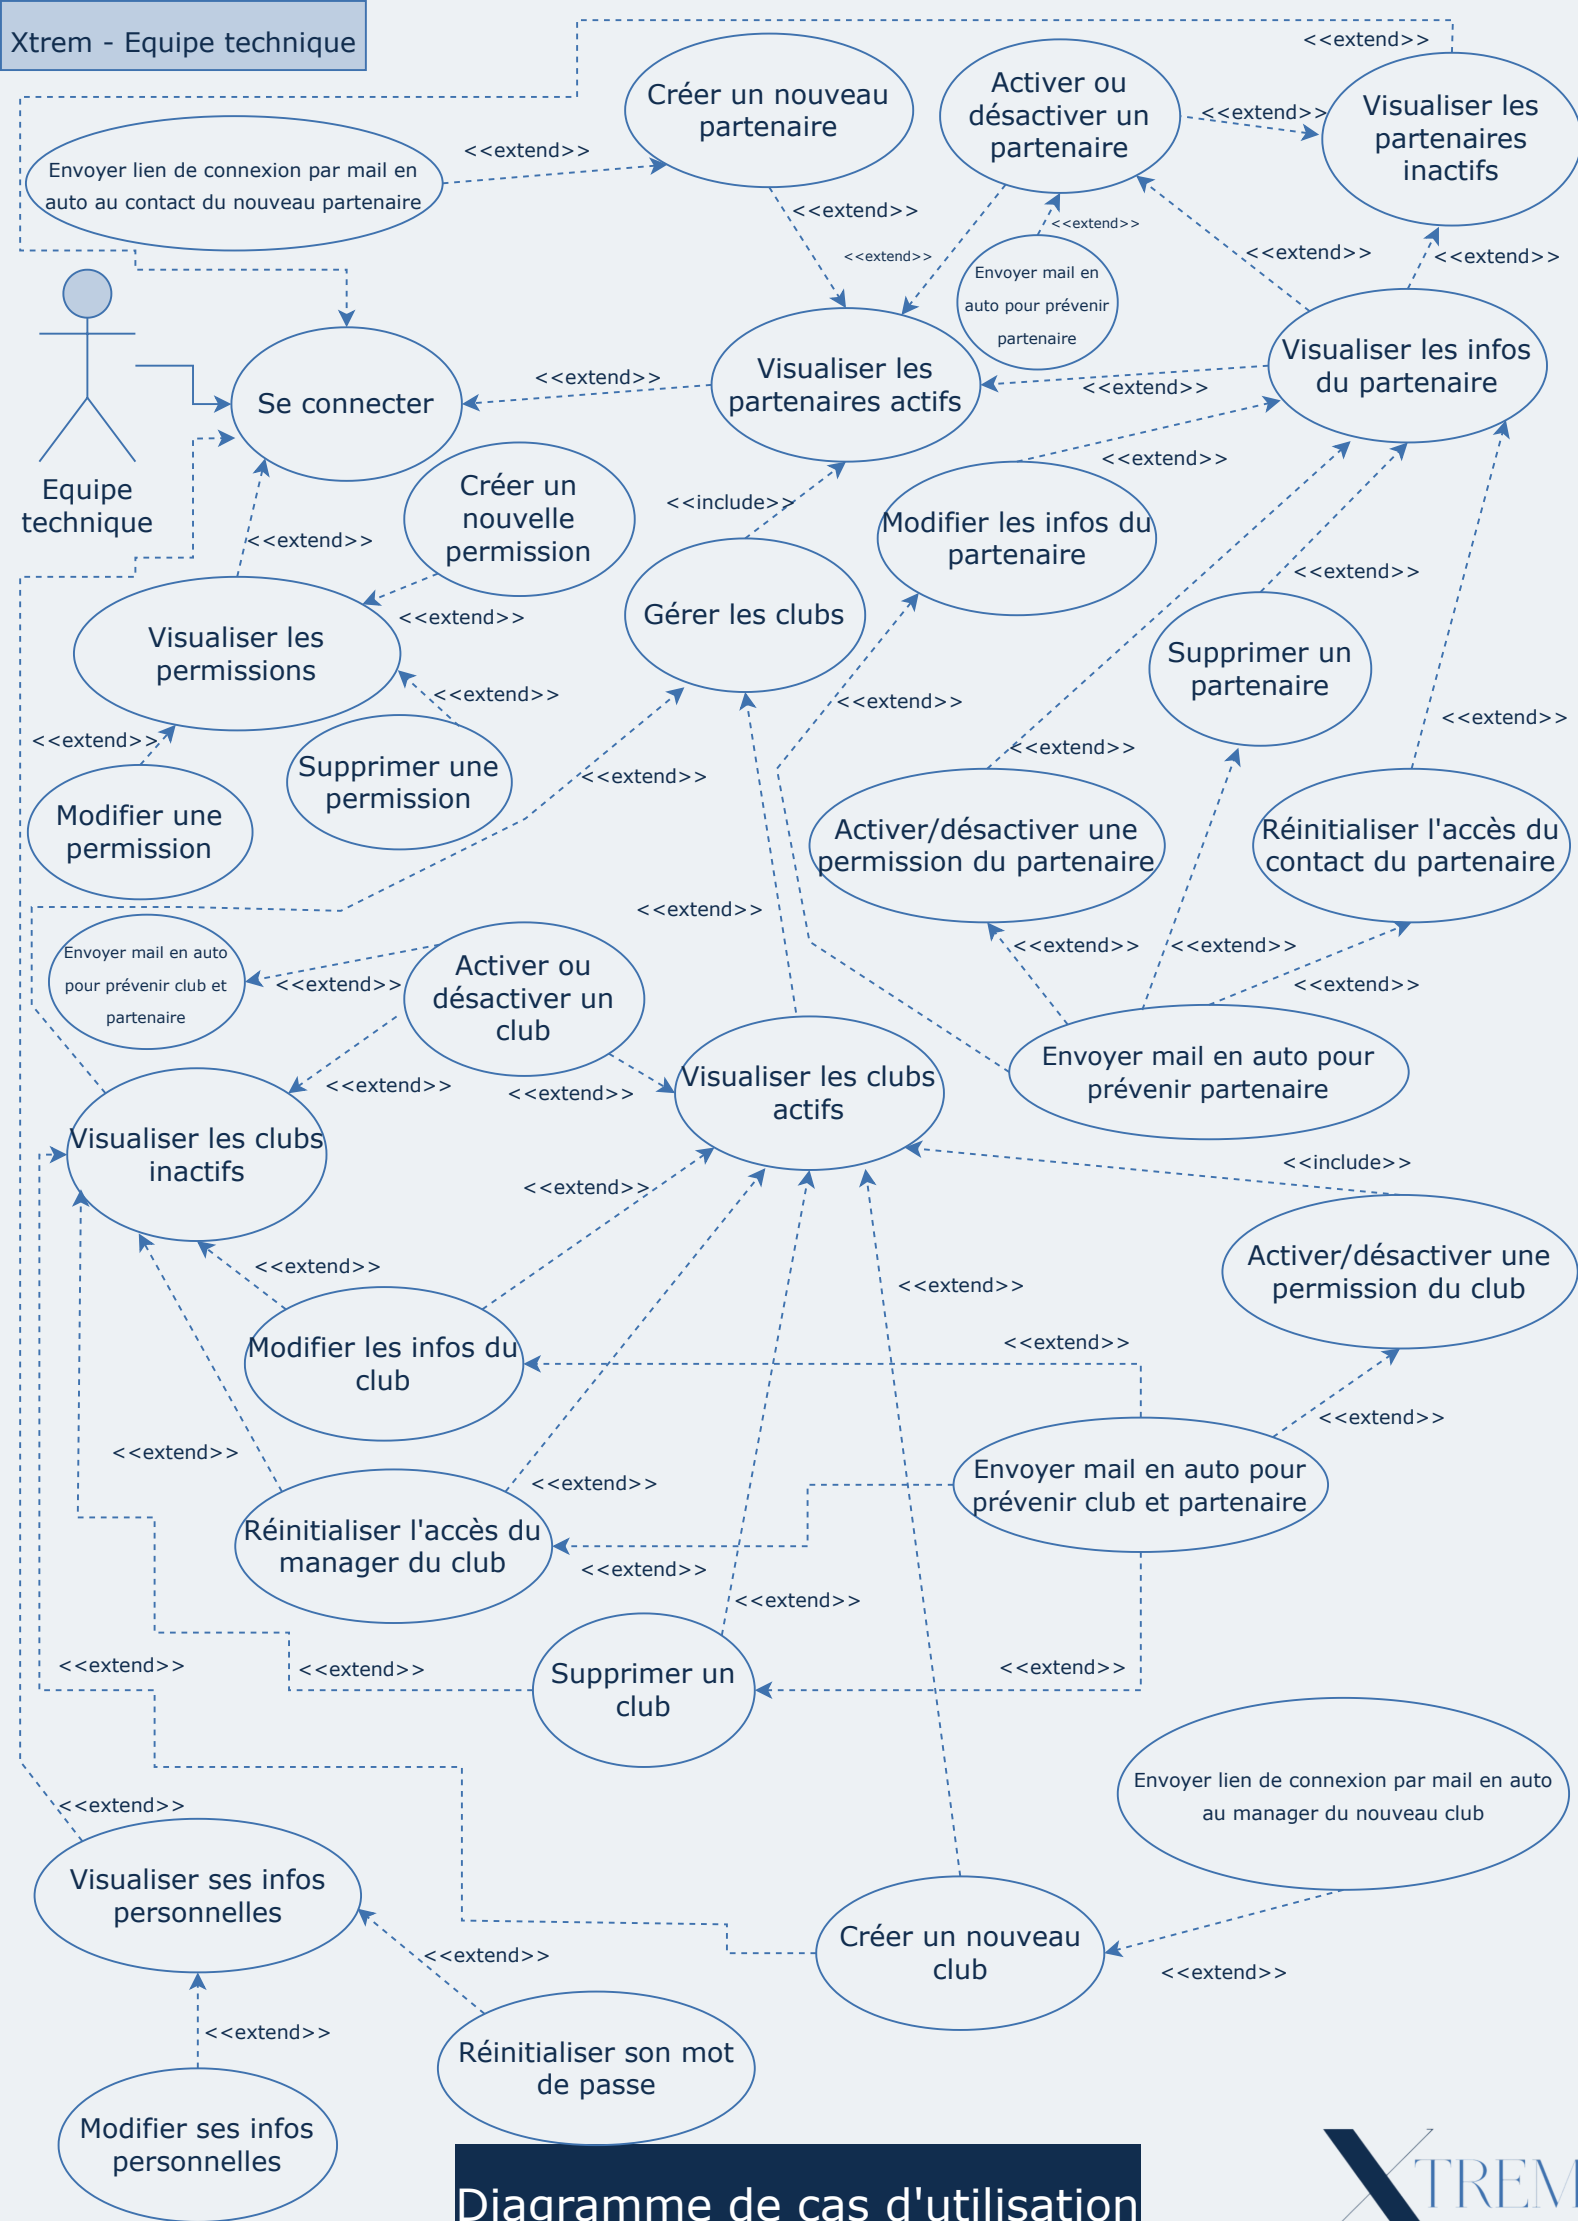 Xtrem - Equipe technique
<<extend>>
Créer un nouveau
partenaire
Activer ou
désactiver un
partenaire
<<extend>>
Visualiser les
partenaires
inactifs
Envoyer lien de connexion par mail en
auto au contact du nouveau partenaire
<<extend>>
<<extend>>
<<extend>>
<<extend>>
<<extend>>
<<extend>>
Envoyer mail en
auto pour prévenir
partenaire
Visualiser les infos
du partenaire
Visualiser les
partenaires actifs
<<extend>>
<<extend>>
Se connecter
Equipe
technique
<<extend>>
Créer un
nouvelle
permission
<<include>>
Modifier les infos du
partenaire
<<extend>>
<<extend>>
<<extend>>
Visualiser les
permissions
Gérer les clubs
Supprimer un
partenaire
<<extend>>
<<extend>>
<<extend>>
<<extend>>
<<extend>>
<<extend>>
Modifier une
permission
Supprimer une
permission
Activer/désactiver une
permission du partenaire
Réinitialiser l'accès du
contact du partenaire
<<extend>>
<<extend>>
Envoyer mail en auto
pour prévenir club et
partenaire
<<extend>>
Activer ou
désactiver un
club
<<extend>>
<<extend>>
<<extend>>
Envoyer mail en auto pour
prévenir partenaire
<<extend>>
<<extend>>
Visualiser les clubs
actifs
Visualiser les clubs
inactifs
<<extend>>
<<include>>
<<extend>>
<<extend>>
Activer/désactiver une
permission du club
Modifier les infos du
club
<<extend>>
<<extend>>
<<extend>>
<<extend>>
Envoyer mail en auto pour
prévenir club et partenaire
Réinitialiser l'accès du
manager du club
<<extend>>
<<extend>>
<<extend>>
<<extend>>
Supprimer un
club
<<extend>>
Envoyer lien de connexion par mail en auto
au manager du nouveau club
<<extend>>
Visualiser ses infos
personnelles
Créer un nouveau
club
<<extend>>
<<extend>>
<<extend>>
Réinitialiser son mot
de passe
Modifier ses infos
personnelles
Diagramme de cas d'utilisation
XTREM